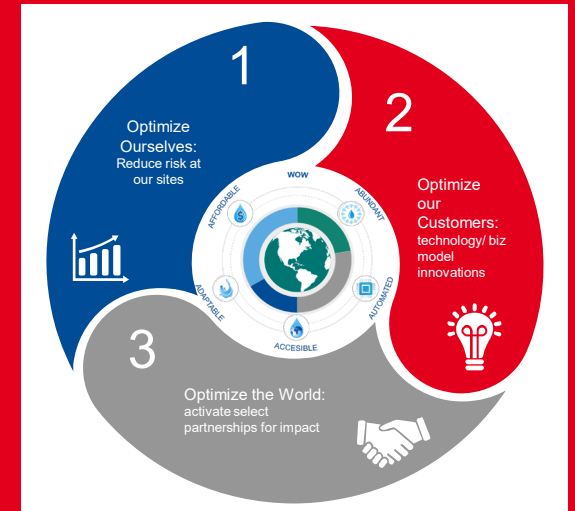 1
Optimize
Ourselves:
Reduce risk at
our sites
2
Optimize
our
Customers:
technology/ biz
model
innovations
WOW
AFFORDABLE
ABUNDANT
$
ADAPTABLE
AUTOMATED
ACCESIBLE
3
Optimize the World:
activate select
partnerships for impact